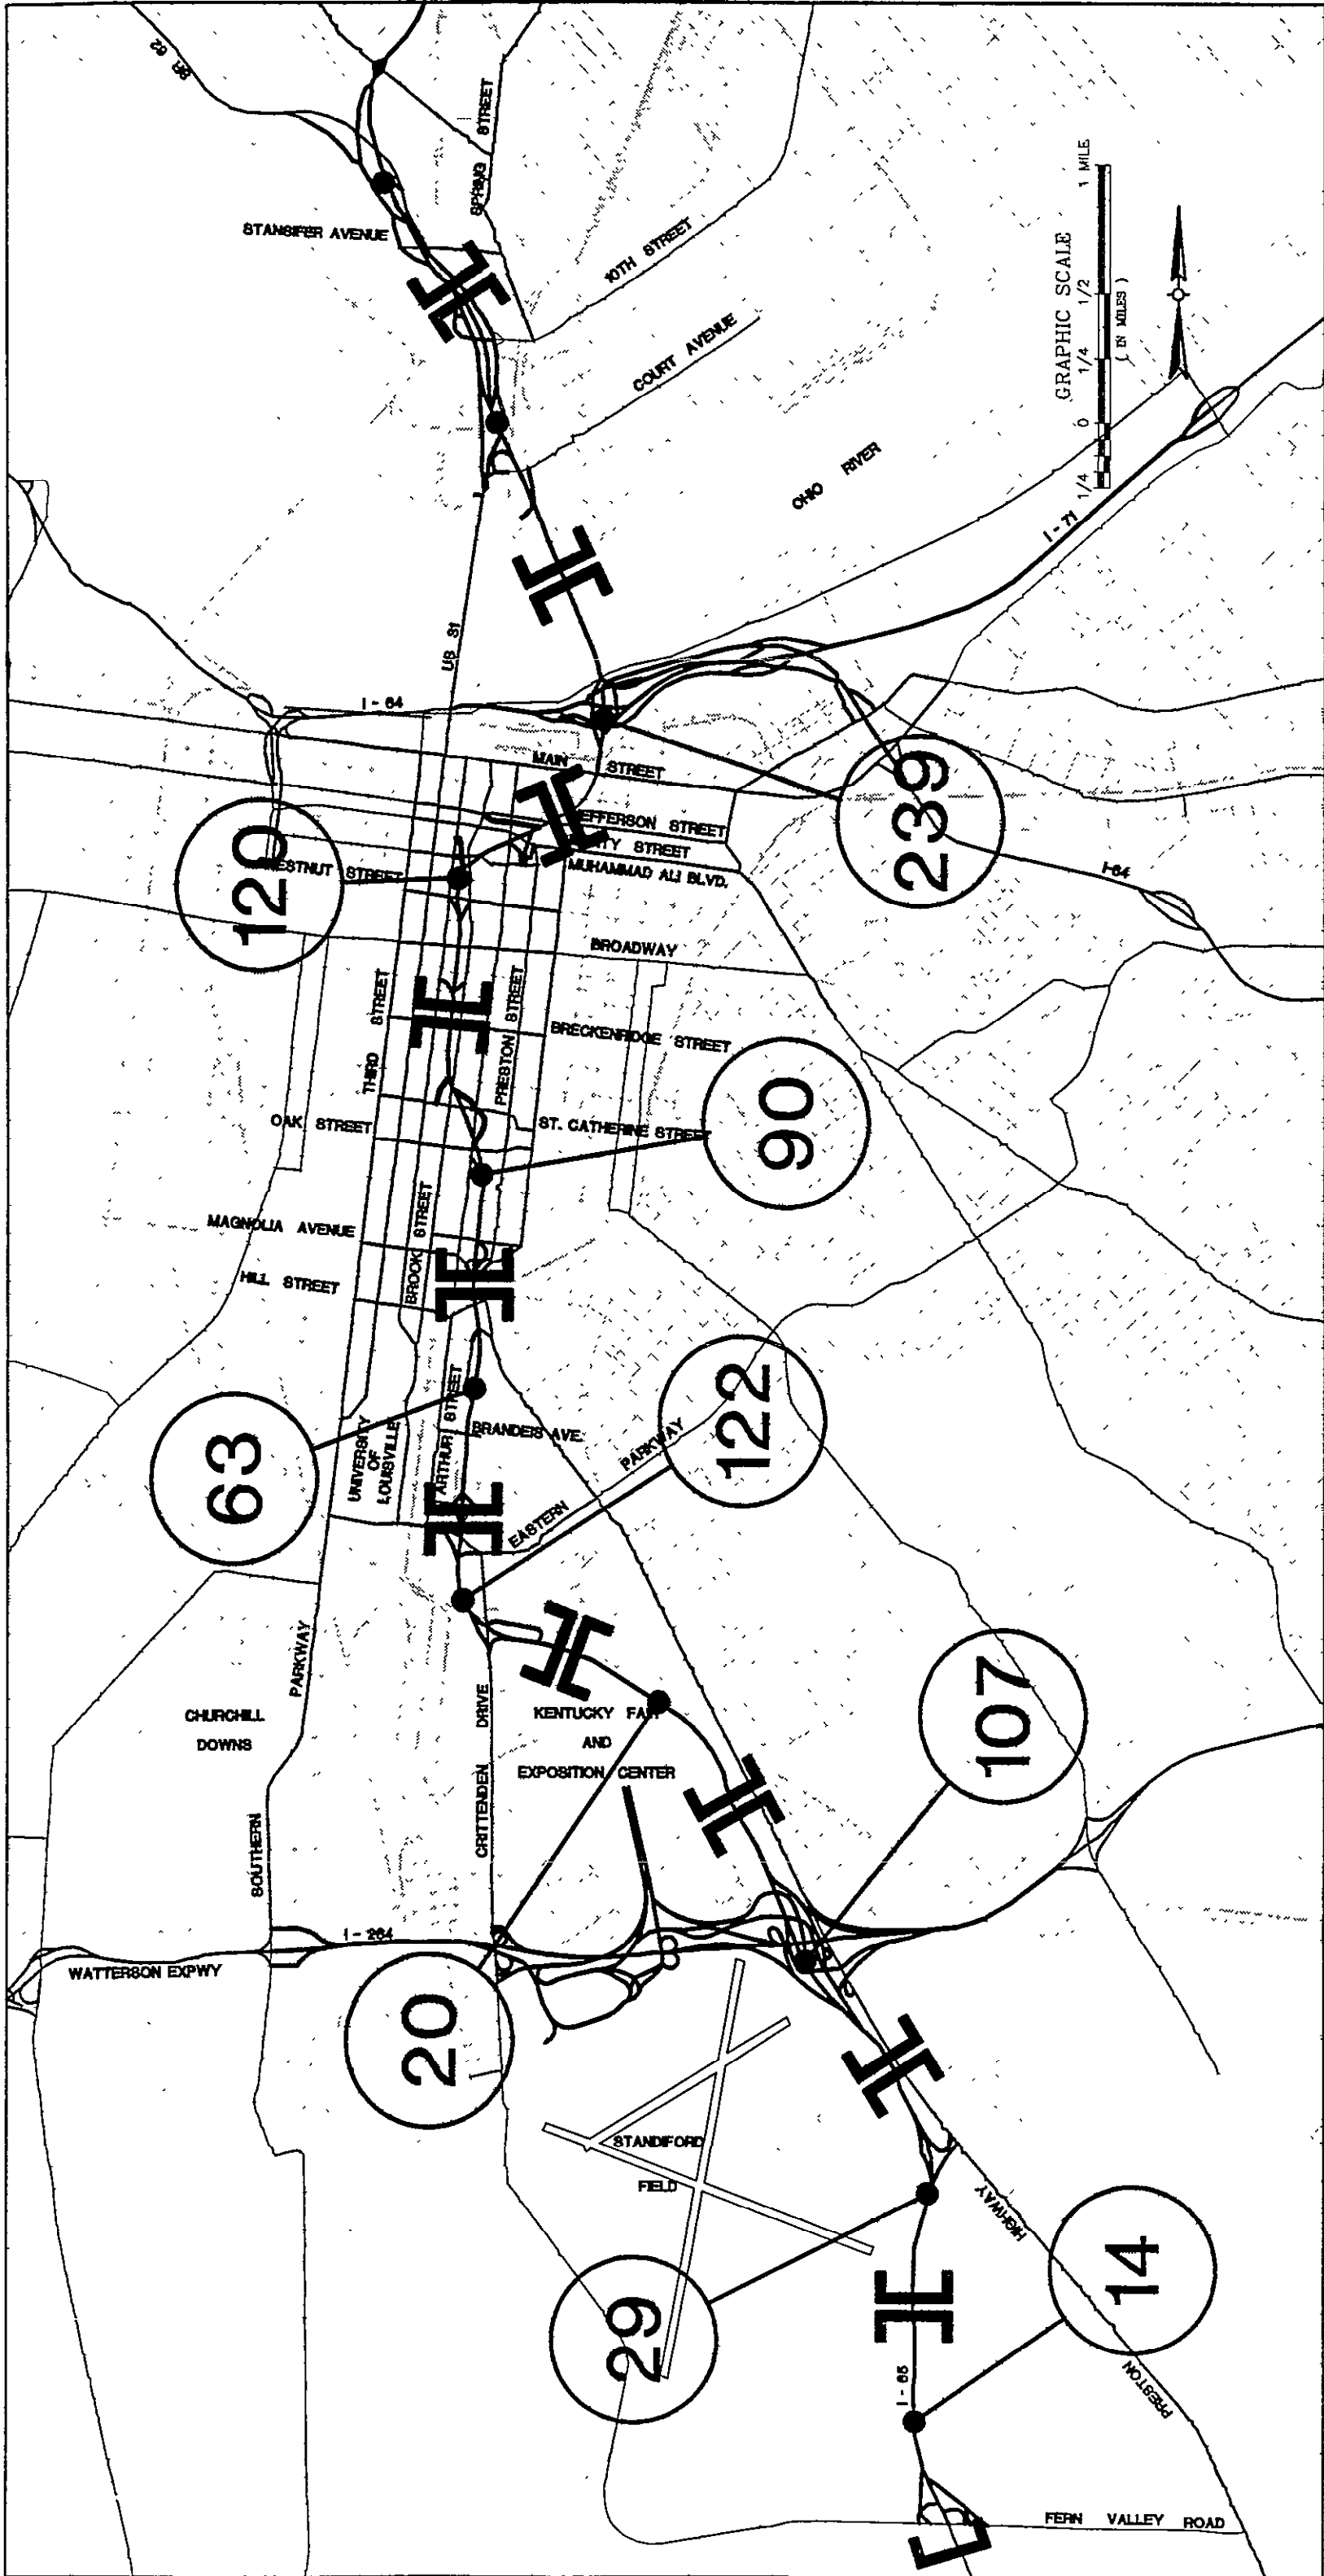 BR 62
SPRING STREET
STANSIFER AVENUE
10TH STREET
COURT AVENUE
GRAPHIC SCALE
1/4 0 1/4 1/2 1 MILE
( IN MILES )
OHIO RIVER
I - 71
US 31
I - 64
MAIN STREET
239
120
JEFFERSON STREET
MUHAMMAD ALI BLVD.
STREET
I-64
BROADWAY
THIRD STREET
PRESTON STREET
BRECKENRIDGE STREET
OAK STREET
ST. CATHERINE STREET
90
MAGNOLIA AVENUE
BROOK STREET
HILL STREET
63
UNIVERSITY
OF
LOUISVILLE
ARTHUR STREET
BRANDEIS AVE.
122
EASTERN PARKWAY
CHURCHILL
DOWNS
SOUTHERN PARKWAY
CRITTENDEN DRIVE
KENTUCKY FAIR
AND
EXPOSITION CENTER
107
I - 264
WATTERSON EXPWY
20
STANDIFORD
FIELD
29
PRESTON HIGHWAY
14
I - 65
FERN VALLEY ROAD